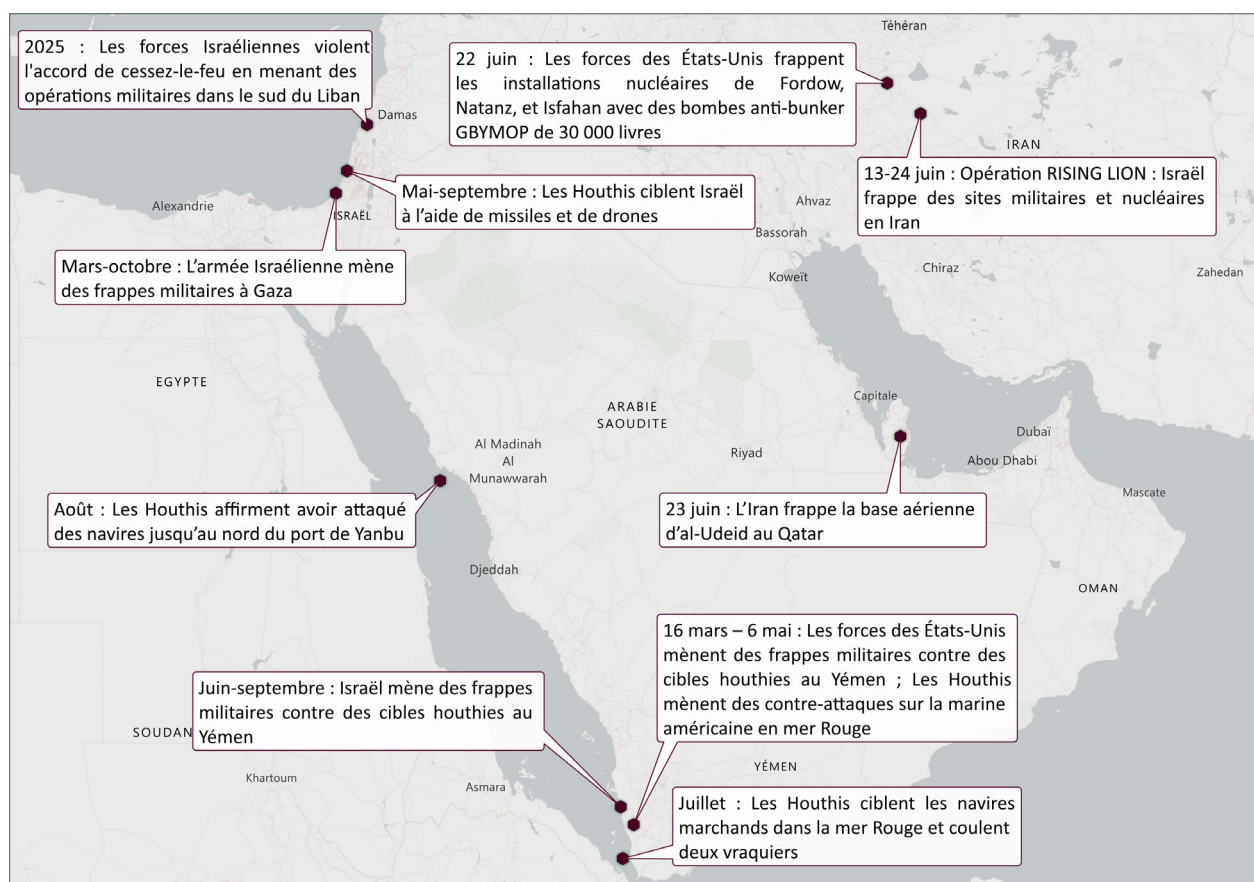 Téhéran
2025 : Les forces Israéliennes violent
l'accord de cessez-le-feu en menant des
opérations militaires dans le sud du Liban
22 juin : Les forces des États-Unis frappent
les installations nucléaires de Fordow,
Natanz, et Isfahan avec des bombes anti-bunker
GBYMOP de 30 000 livres
Damas
IRAN
13-24 juin : Opération RISING LION : Israël
frappe des sites militaires et nucléaires
en Iran
Mai-septembre : Les Houthis ciblent Israël
à l'aide de missiles et de drones
Alexandrie
ISRAËL
Ahvaz
Bassorah
Mars-octobre : L'armée Israélienne mène
des frappes militaires à Gaza
Koweït
Chiraz
Zahedan
EGYPTE
Capitale
ARABIE
SAOUDITE
Dubaï
Al Madinah
Al
Munawwarah
Riyad
Abou Dhabi
Mascate
Août : Les Houthis affirment avoir attaqué
des navires jusqu'au nord du port de Yanbu
23 juin : L'Iran frappe la base aérienne
d'al-Udeid au Qatar
Djeddah
OMAN
16 mars – 6 mai : Les forces des États-Unis
mènent des frappes militaires contre des
cibles houthies au Yémen ; Les Houthis
mènent des contre-attaques sur la marine
américaine en mer Rouge
Juin-septembre : Israël mène des frappes
militaires contre des cibles houthies au
Yémen
SOUDAN
YÉMEN
Khartoum
Asmara
Juillet : Les Houthis ciblent les navires
marchands dans la mer Rouge et coulent
deux vraquiers